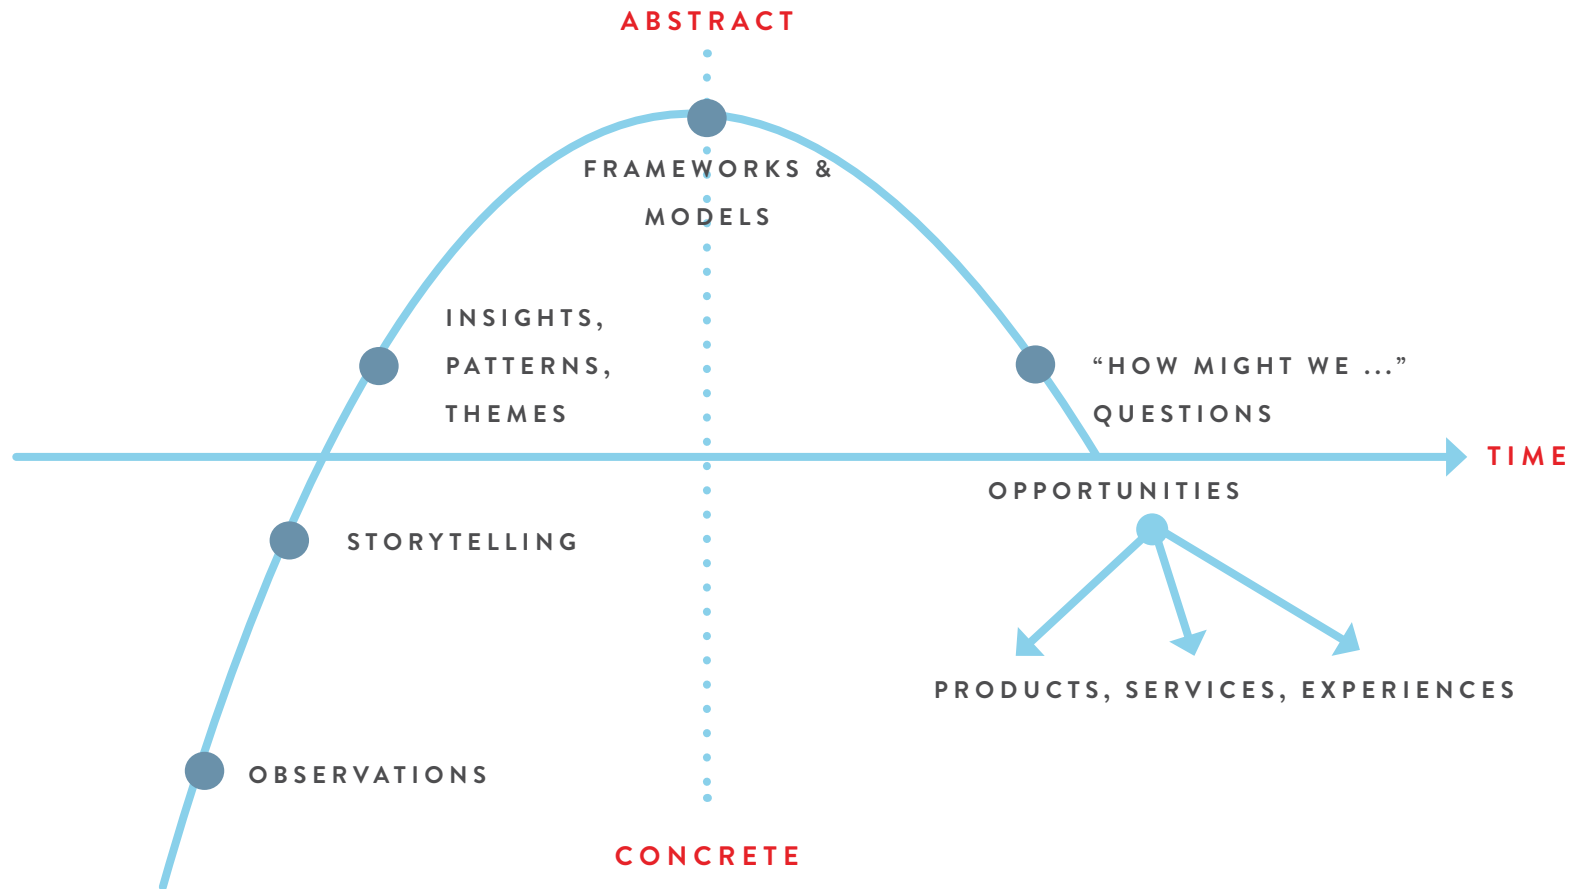 ABSTRACT
FRAMEWORKS &
MODELS
INSIGHTS,
PATTERNS,
THEMES
“HOW MIGHT WE ...”
QUESTIONS
TIME
OPPORTUNITIES
STORYTELLING
PRODUCTS, SERVICES, EXPERIENCES
OBSERVATIONS
CONCRETE